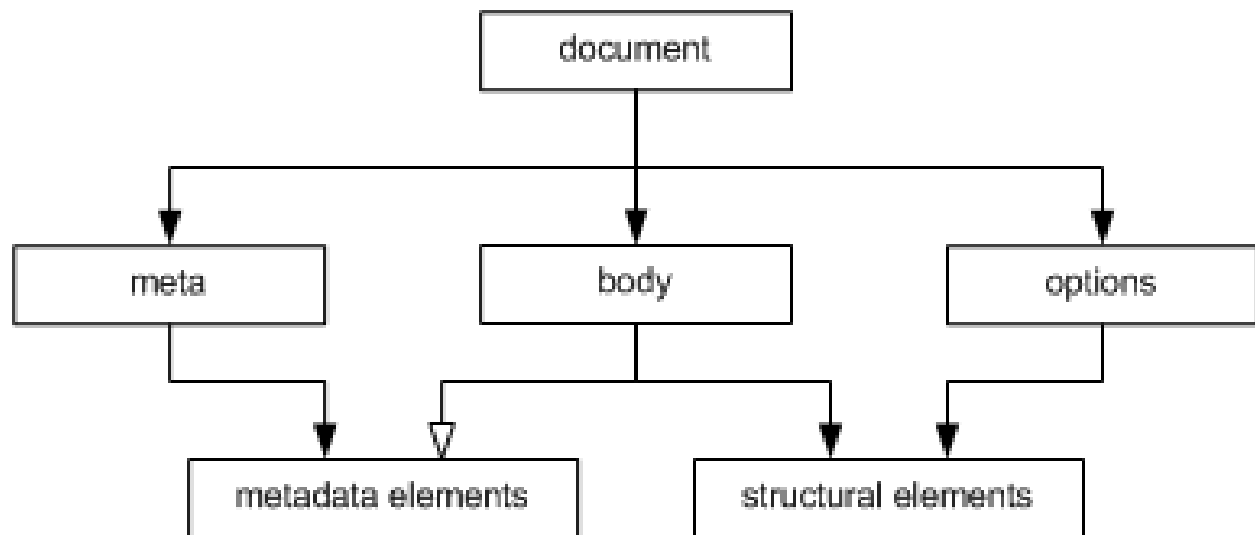 document
meta
body
options
metadata elements
structural elements